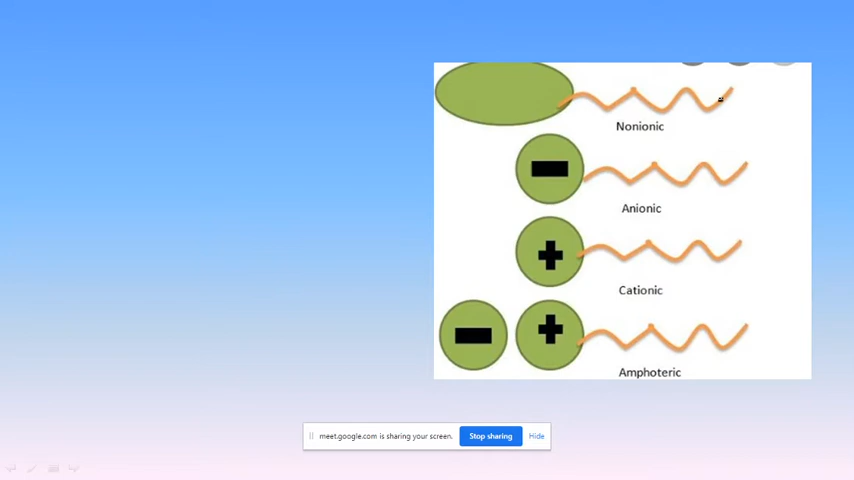 Nonionic
Anionic
Cationic
Amphoteric
meet.google.com is sharing your screen. Stop sharing Hide